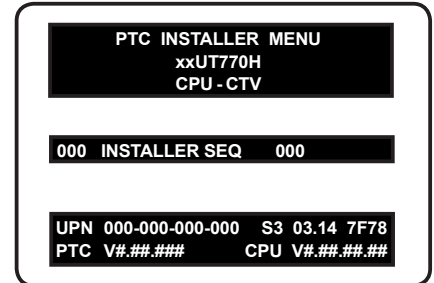 PTC INSTALLER MENU
xxUT770H
CPU - CTV
000 INSTALLER SEQ 000
UPN 000-000-000-000 S3 03.14 7F78
PTC V#.##.### CPU V#.##.##.##